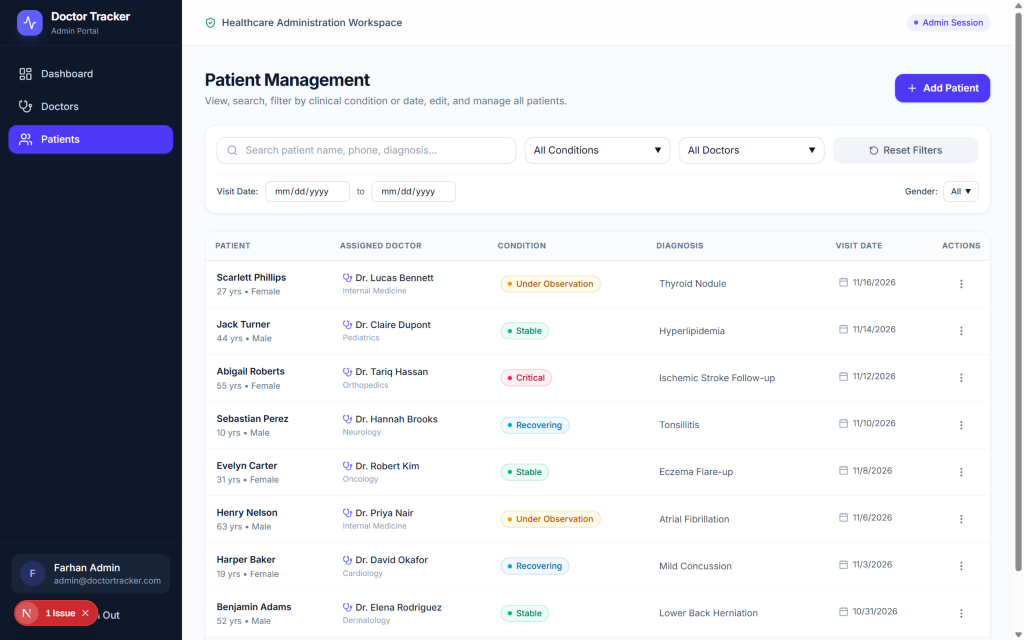 Doctor Tracker
Admin Portal
Dashboard
Doctors
Patients
Farhan Admin
F
admin@doctortracker.com
N 1 Issue
Out
Healthcare Administration Workspace
Admin Session
Patient Management
View, search, filter by clinical condition or date, edit, and manage all patients.
+ Add Patient
Search patient name, phone, diagnosis...
All Conditions ▼
All Doctors ▼
Reset Filters
Visit Date: mm/dd/yyyy to mm/dd/yyyy
Gender: All ▼
PATIENT ASSIGNED DOCTOR CONDITION DIAGNOSIS VISIT DATE ACTIONS
Scarlett Phillips Dr. Lucas Bennett Under Observation Thyroid Nodule 11/16/2026
27 yrs • Female Internal Medicine
Jack Turner Dr. Claire Dupont Stable Hyperlipidemia 11/14/2026
44 yrs • Male Pediatrics
Abigail Roberts Dr. Tariq Hassan Critical Ischemic Stroke Follow-up 11/12/2026
55 yrs • Female Orthopedics
Sebastian Perez Dr. Hannah Brooks Recovering Tonsillitis 11/10/2026
10 yrs • Male Neurology
Evelyn Carter Dr. Robert Kim Stable Eczema Flare-up 11/8/2026
31 yrs • Female Oncology
Henry Nelson Dr. Priya Nair Under Observation Atrial Fibrillation 11/6/2026
63 yrs • Male Internal Medicine
Harper Baker Dr. David Okafor Recovering Mild Concussion 11/3/2026
19 yrs • Female Cardiology
Benjamin Adams Dr. Elena Rodriguez Stable Lower Back Herniation 10/31/2026
52 yrs • Male Dermatology